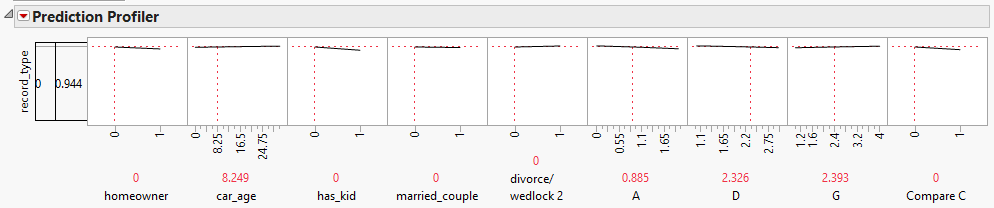 Prediction Profiler
record_type
0
0.944
0 1
0 8.25 16.5 24.75
0 1
0 1
0 1
0 0.55 1.1 1.65
1.1 1.65 2.2 2.75
1.2 1.6 2.4 3.2 4
0 1
0 8.249 0 0 0 0.885 2.326 2.393 0
homeowner car_age has_kid married_couple divorce/ A D G Compare C
wedlock 2